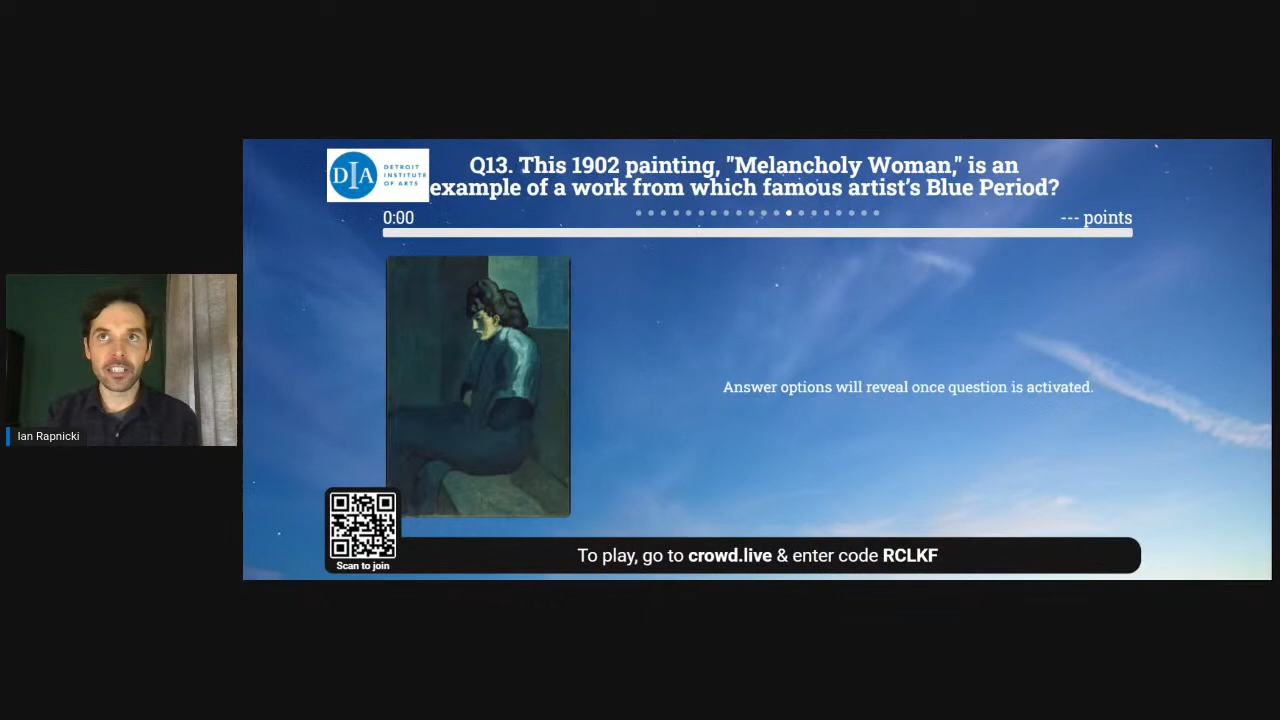 DIA
DETROIT
INSTITUTE
OF ARTS
Q13. This 1902 painting, "Melancholy Woman," is an
example of a work from which famous artist’s Blue Period?
0:00
--- points
Answer options will reveal once question is activated.
Ian Rapnicki
Scan to join
To play, go to crowd.live & enter code RCLKF